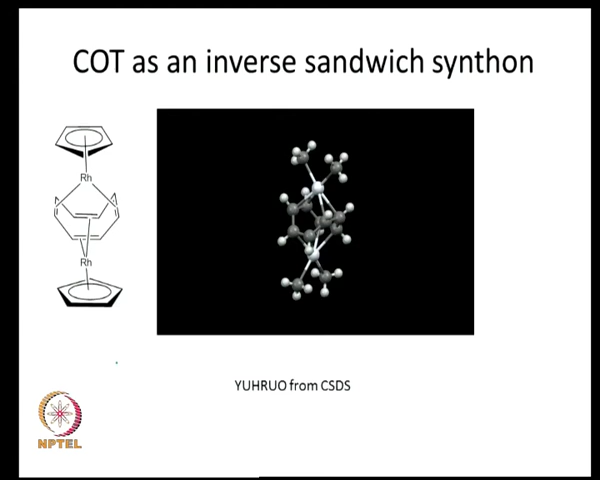 COT as an inverse sandwich synthon
Rh
Rh
YUHRUO from CSDS
NPTEL